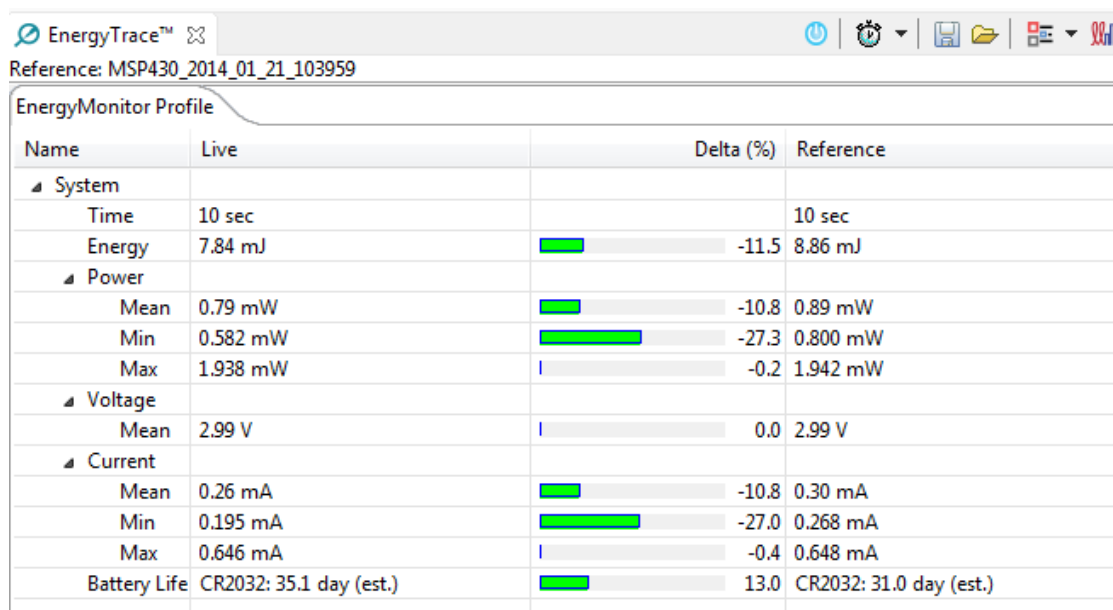 EnergyTrace™
Reference: MSP430_2014_01_21_103959
EnergyMonitor Profile
Name Live Delta (%) Reference
System
Time 10 sec 10 sec
Energy 7.84 mJ -11.5 8.86 mJ
Power
Mean 0.79 mW -10.8 0.89 mW
Min 0.582 mW -27.3 0.800 mW
Max 1.938 mW -0.2 1.942 mW
Voltage
Mean 2.99 V 0.0 2.99 V
Current
Mean 0.26 mA -10.8 0.30 mA
Min 0.195 mA -27.0 0.268 mA
Max 0.646 mA -0.4 0.648 mA
Battery Life CR2032: 35.1 day (est.) 13.0 CR2032: 31.0 day (est.)